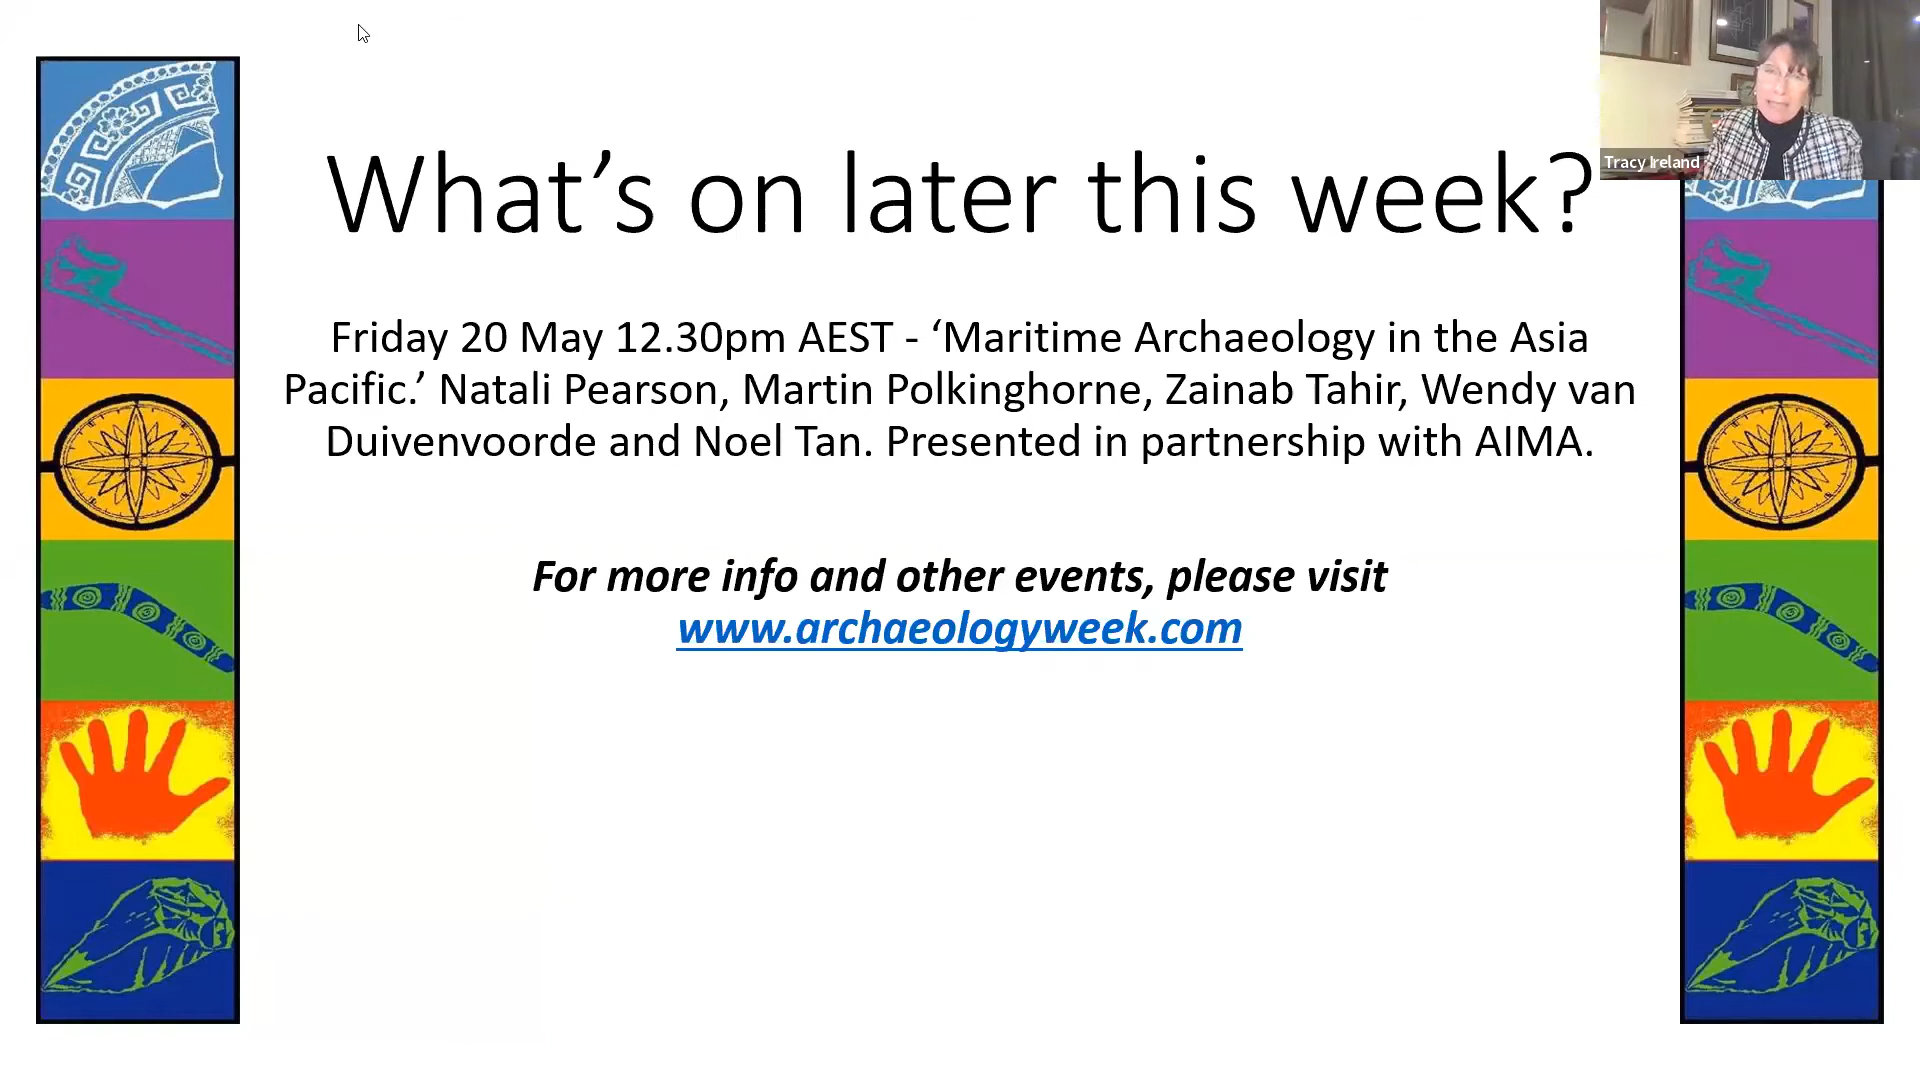 What’s on later this week?
Tracy Ireland
Friday 20 May 12.30pm AEST - ‘Maritime Archaeology in the Asia
Pacific.’ Natali Pearson, Martin Polkinghorne, Zainab Tahir, Wendy van
Duivenvoorde and Noel Tan. Presented in partnership with AIMA.
For more info and other events, please visit
www.archaeologyweek.com